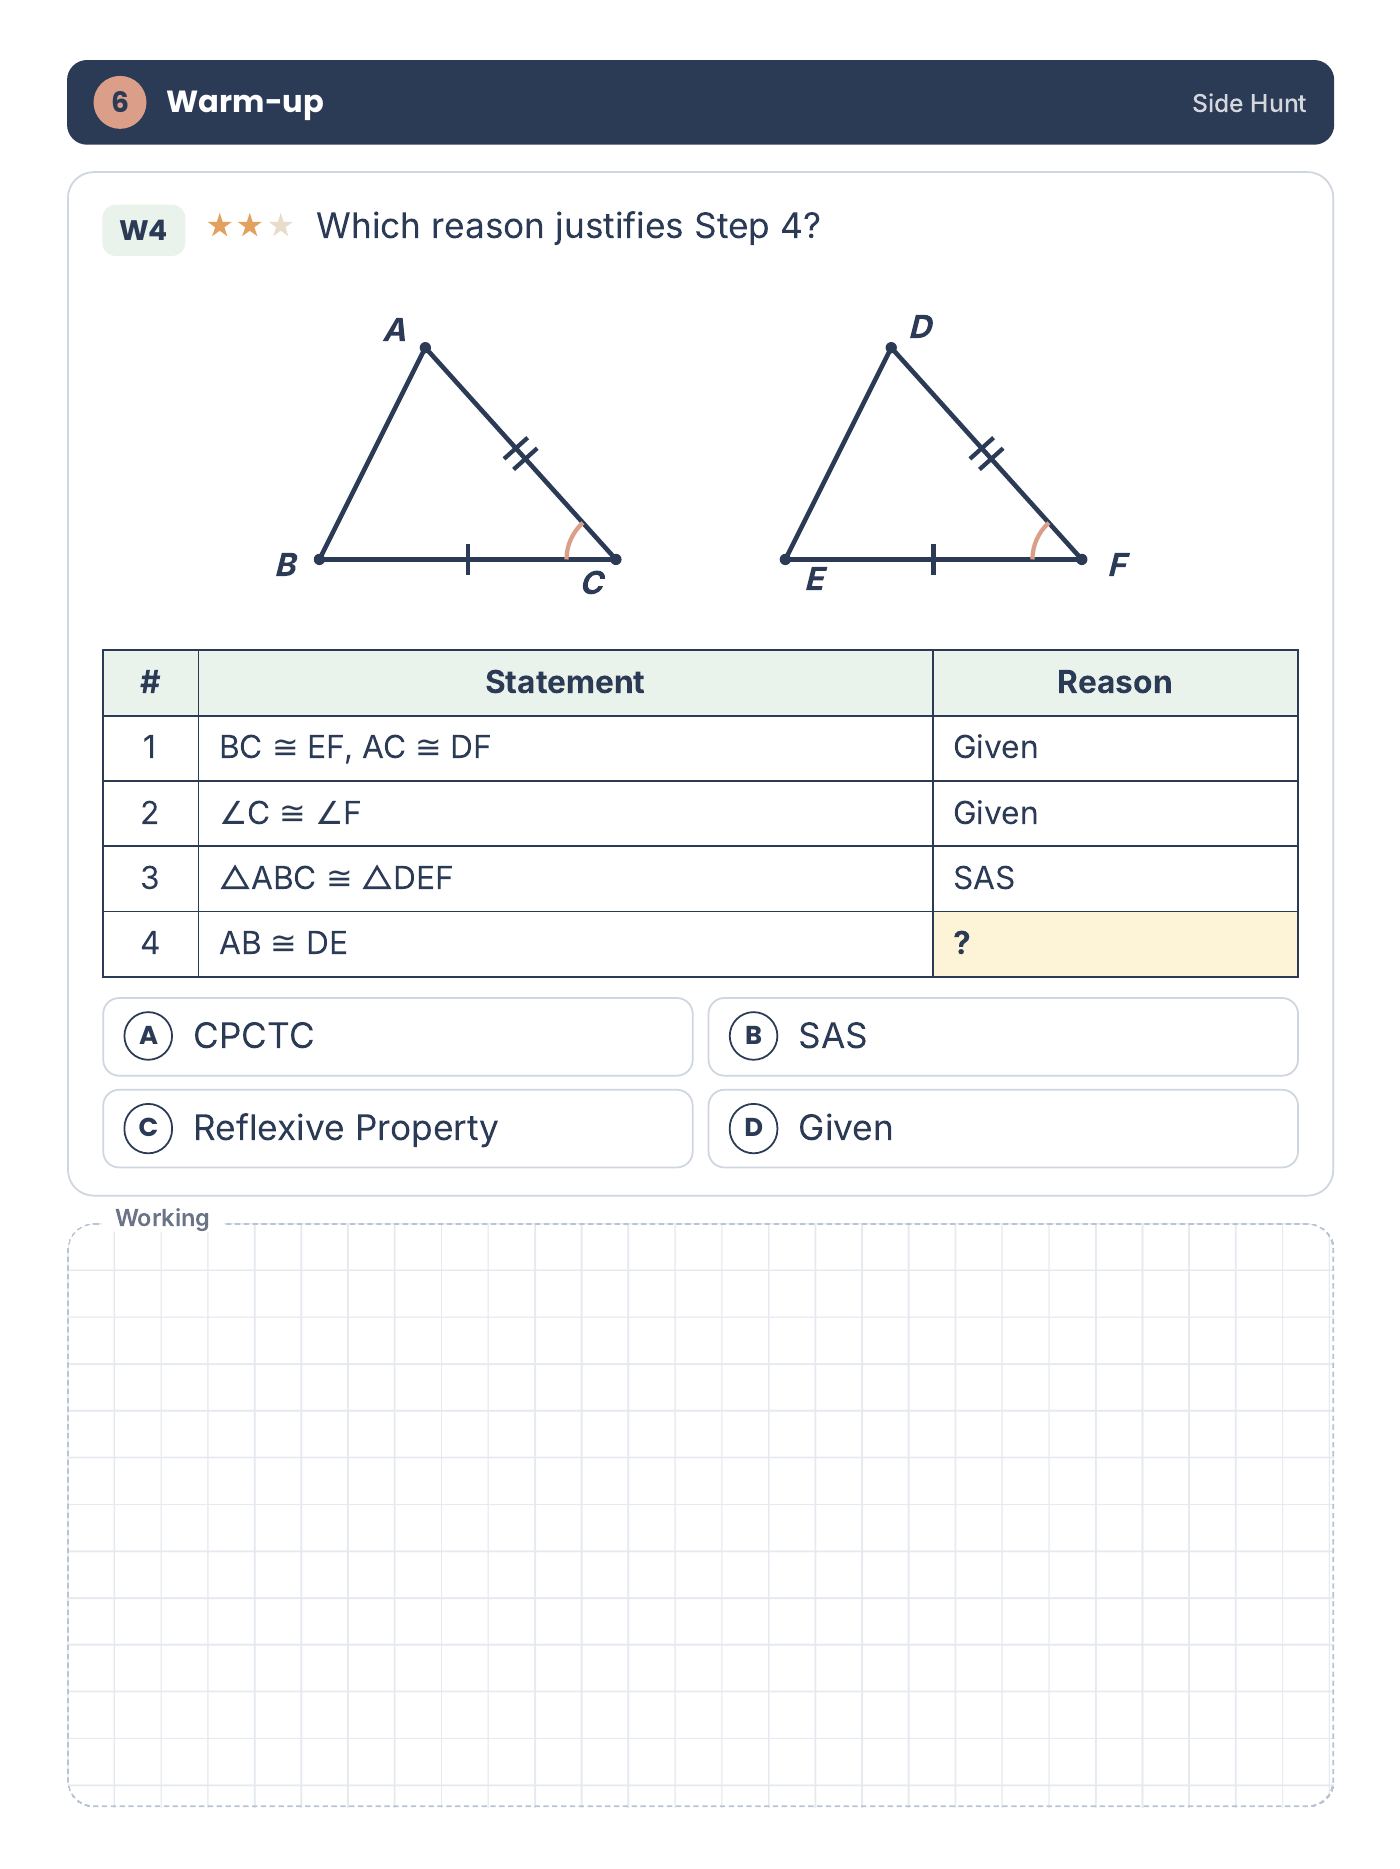 6 Warm-up Side Hunt
W4 ★★★ Which reason justifies Step 4?
A D
B C E F
# Statement Reason
1 BC ≅ EF, AC ≅ DF Given
2 ∠C ≅ ∠F Given
3 △ABC ≅ △DEF SAS
4 AB ≅ DE ?
A CPCTC B SAS
C Reflexive Property D Given
Working